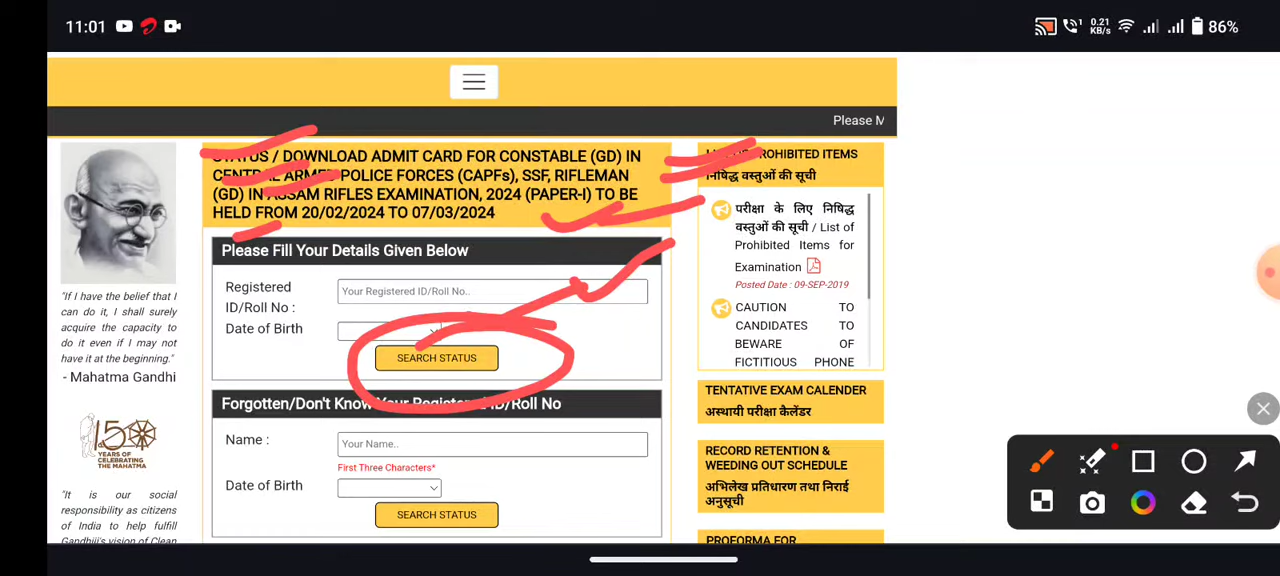 11:01
0.21
KB/s
86%
Please M
STATUS / DOWNLOAD ADMIT CARD FOR CONSTABLE (GD) IN
CENTRAL ARMED POLICE FORCES (CAPFs), SSF, RIFLEMAN
(GD) IN ASSAM RIFLES EXAMINATION, 2024 (PAPER-I) TO BE
HELD FROM 20/02/2024 TO 07/03/2024
Please Fill Your Details Given Below
Registered
ID/Roll No :
Your Registered ID/Roll No..
Date of Birth
SEARCH STATUS
Forgotten/Don't Know Your Registered ID/Roll No
Name :
Your Name..
First Three Characters*
Date of Birth
SEARCH STATUS
"If I have the belief that I
can do it, I shall surely
acquire the capacity to
do it even if I may not
have it at the beginning."
- Mahatma Gandhi
150
YEARS OF
CELEBRATING
THE MAHATMA
"It is our social
responsibility as citizens
of India to help fulfill
Gandhiji's vision of Clean
PROHIBITED ITEMS
निषिद्ध वस्तुओं की सूची
परीक्षा के लिए निषिद्ध
वस्तुओं की सूची / List of
Prohibited Items for
Examination
Posted Date : 09-SEP-2019
CAUTION TO
CANDIDATES TO
BEWARE OF
FICTITIOUS PHONE
TENTATIVE EXAM CALENDER
अस्थायी परीक्षा कैलेंडर
RECORD RETENTION &
WEEDING OUT SCHEDULE
अभिलेख प्रतिधारण तथा निराई
अनुसूची
PROFORMA FOR